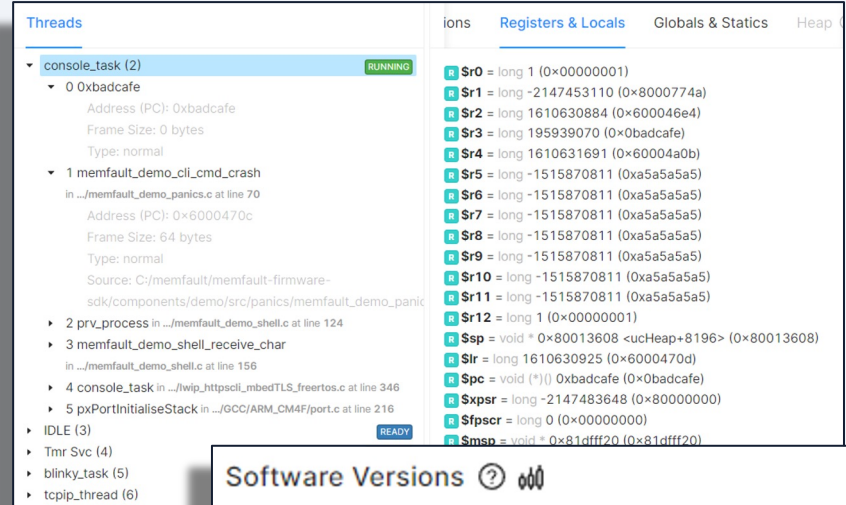 Threads
console_task (2) RUNNING
0 0xbadcafe
Address (PC): 0xbadcafe
Frame Size: 0 bytes
Type: normal
1 memfault_demo_cli_cmd_crash
in .../memfault_demo_panics.c at line 70
Address (PC): 0×6000470c
Frame Size: 64 bytes
Type: normal
Source: C:/memfault/memfault-firmware-
sdk/components/demo/src/panics/memfault_demo_panic
2 prv_process in .../memfault_demo_shell.c at line 124
3 memfault_demo_shell_receive_char
in .../memfault_demo_shell.c at line 156
4 console_task in .../lwip_httpscli_mbedTLS_freertos.c at line 346
5 pxPortInitialiseStack in .../GCC/ARM_CM4F/port.c at line 216
IDLE (3) READY
Tmr Svc (4)
blinky_task (5)
tcpip_thread (6)
ions Registers & Locals Globals & Statics Heap
R $r0 = long 1 (0×00000001)
R $r1 = long -2147453110 (0×8000774a)
R $r2 = long 1610630884 (0×600046e4)
R $r3 = long 195939070 (0×0badcafe)
R $r4 = long 1610631691 (0×60004a0b)
R $r5 = long -1515870811 (0xa5a5a5a5)
R $r6 = long -1515870811 (0xa5a5a5a5)
R $r7 = long -1515870811 (0xa5a5a5a5)
R $r8 = long -1515870811 (0xa5a5a5a5)
R $r9 = long -1515870811 (0xa5a5a5a5)
R $r10 = long -1515870811 (0xa5a5a5a5)
R $r11 = long -1515870811 (0xa5a5a5a5)
R $r12 = long 1 (0×00000001)
R $sp = void * 0×80013608 <ucHeap+8196> (0×80013608)
R $lr = long 1610630925 (0×6000470d)
R $pc = void (*)() 0xbadcafe (0×0badcafe)
R $xpsr = long -2147483648 (0×80000000)
R $fpscr = long 0 (0×00000000)
R $msp = void * 0×81dfff20 (0×81dfff20)
Software Versions ?